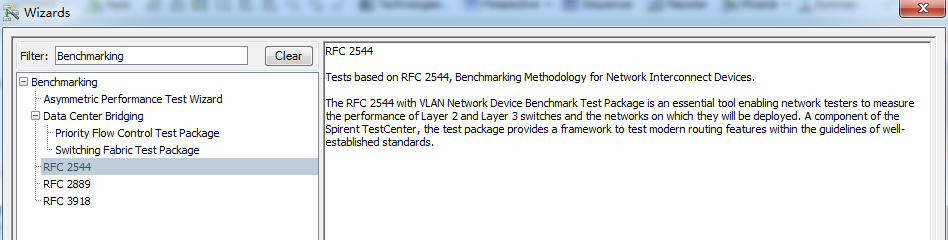 Technologies...
Perspective
Sequencer
Reporter
Wizards
Wizards
Filter:
Benchmarking
Clear
Benchmarking
Asymmetric Performance Test Wizard
Data Center Bridging
Priority Flow Control Test Package
Switching Fabric Test Package
RFC 2544
RFC 2889
RFC 3918
RFC 2544
Tests based on RFC 2544, Benchmarking Methodology for Network Interconnect Devices.
The RFC 2544 with VLAN Network Device Benchmark Test Package is an essential tool enabling network testers to measure
the performance of Layer 2 and Layer 3 switches and the networks on which they will be deployed. A component of the
Spirent TestCenter, the test package provides a framework to test modern routing features within the guidelines of well-
established standards.